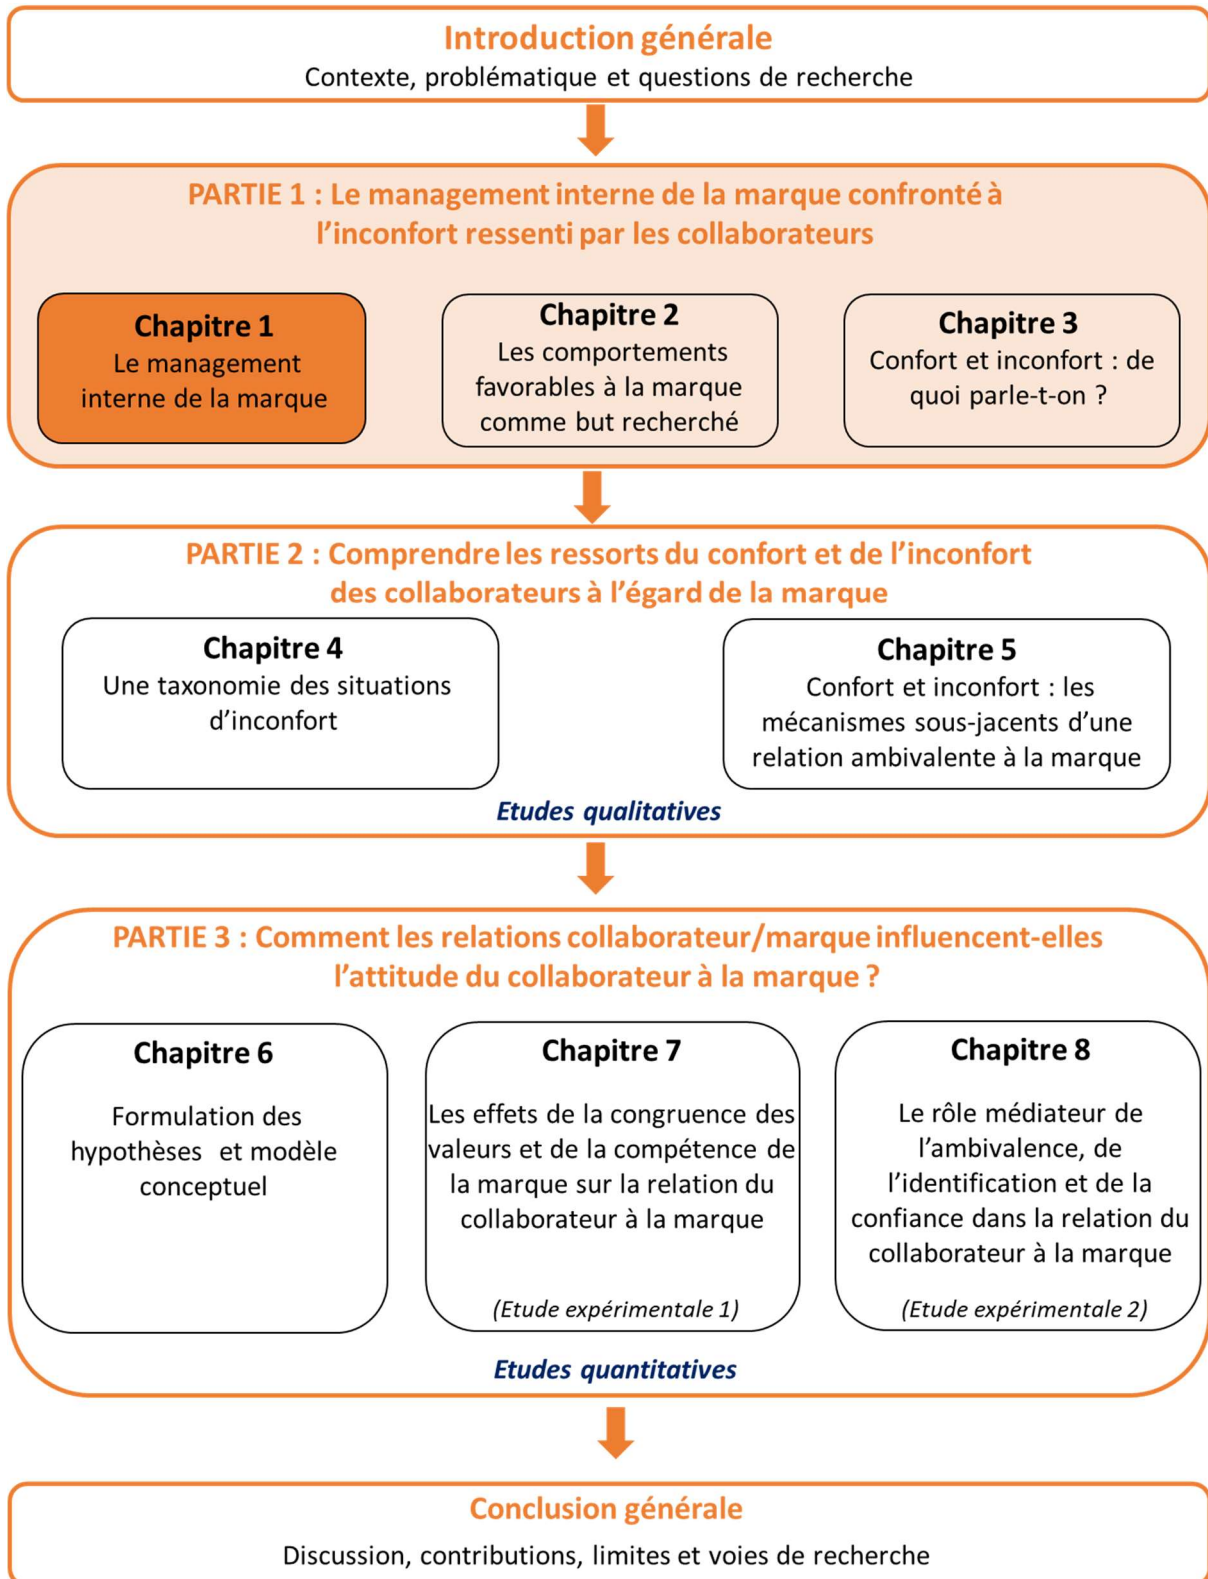 Introduction générale
Contexte, problématique et questions de recherche
PARTIE 1 : Le management interne de la marque confronté à
l’inconfort ressenti par les collaborateurs
Chapitre 1
Le management
interne de la marque
Chapitre 2
Les comportements
favorables à la marque
comme but recherché
Chapitre 3
Confort et inconfort : de
quoi parle-t-on ?
PARTIE 2 : Comprendre les ressorts du confort et de l’inconfort
des collaborateurs à l’égard de la marque
Chapitre 4
Une taxonomie des situations
d’inconfort
Chapitre 5
Confort et inconfort : les
mécanismes sous-jacents d’une
relation ambivalente à la marque
Etudes qualitatives
PARTIE 3 : Comment les relations collaborateur/marque influencent-elles
l’attitude du collaborateur à la marque ?
Chapitre 6
Formulation des
hypothèses et modèle
conceptuel
Chapitre 7
Les effets de la congruence des
valeurs et de la compétence de
la marque sur la relation du
collaborateur à la marque
(Etude expérimentale 1)
Chapitre 8
Le rôle médiateur de
l’ambivalence, de
l’identification et de la
confiance dans la relation du
collaborateur à la marque
(Etude expérimentale 2)
Etudes quantitatives
Conclusion générale
Discussion, contributions, limites et voies de recherche